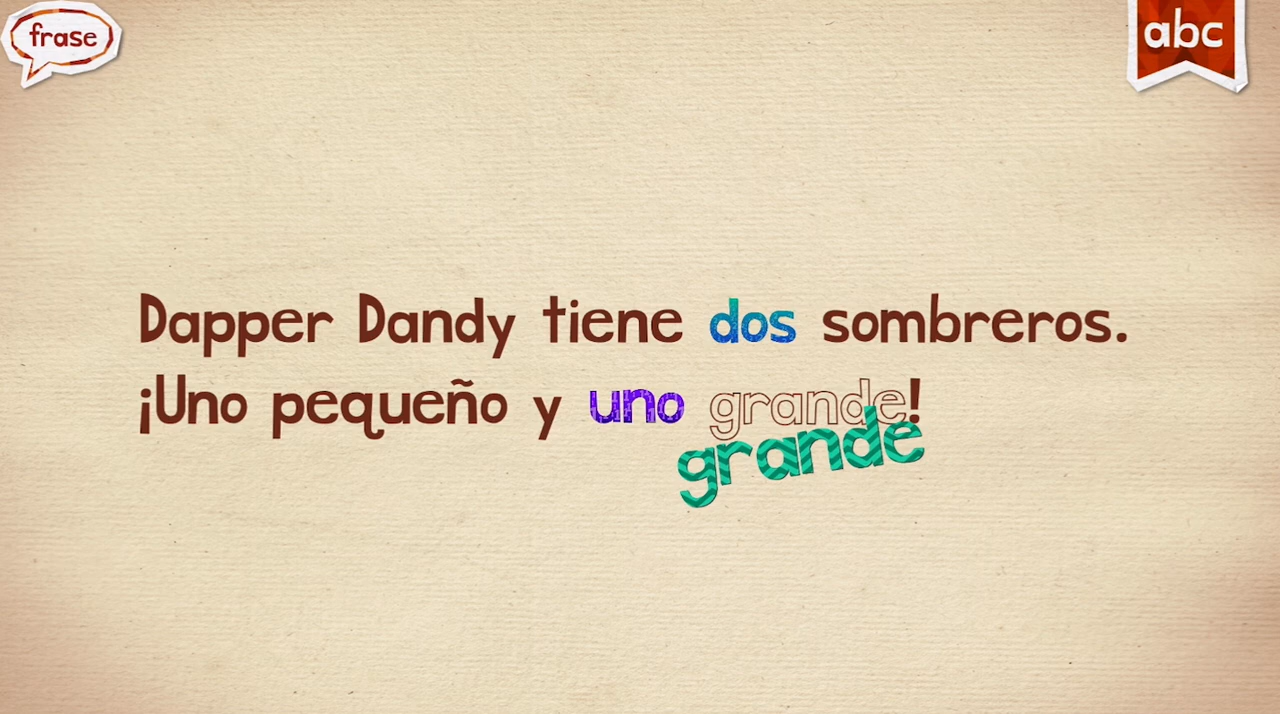 frase
abc
Dapper Dandy tiene dos sombreros.
¡Uno pequeño y uno grande!
grande